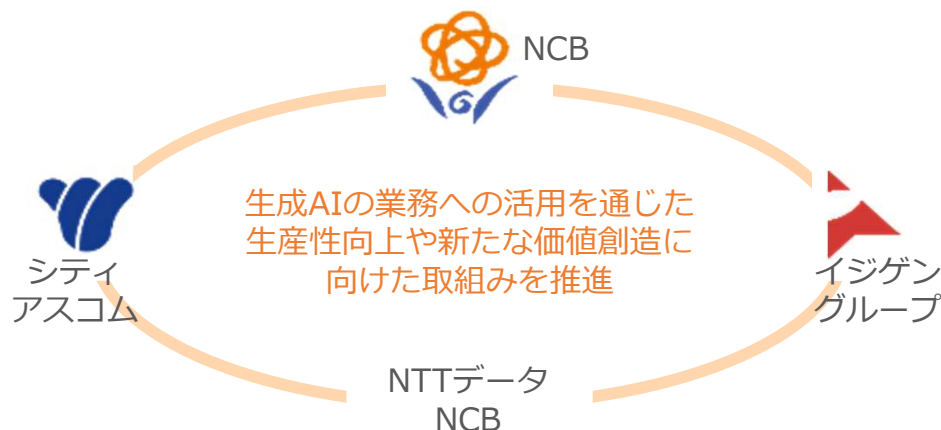 NCB
生成AIの業務への活用を通じた
生産性向上や新たな価値創造に
向けた取組みを推進
シティ
アスコム
イジゲン
グループ
NTTデータ
NCB